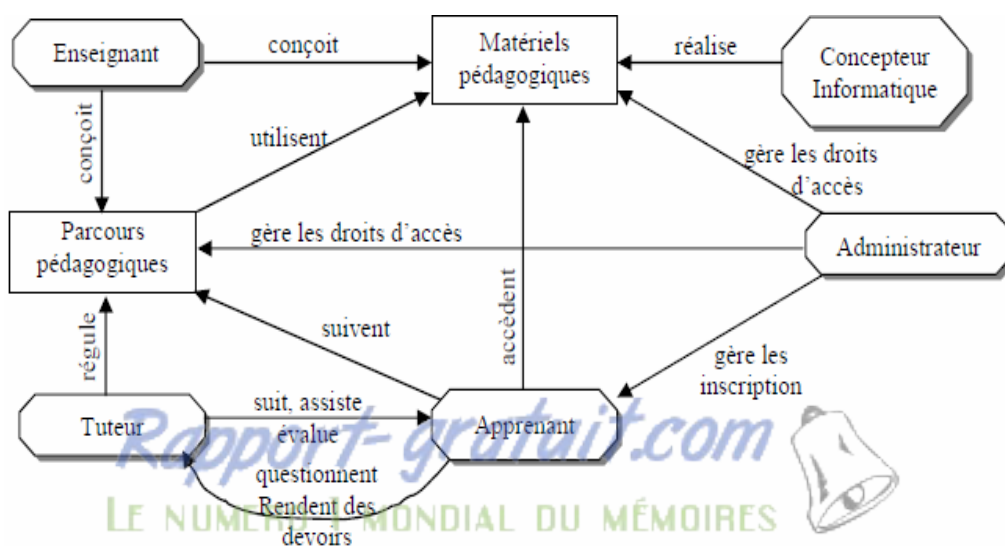 Enseignant
conçoit
Matériels
pédagogiques
réalise
Concepteur
Informatique
conçoit
utilisent
gère les droits
d'accès
Parcours
pédagogiques
gère les droits d'accès
Administrateur
régule
suivent
accèdent
gère les
inscription
Tuteur
suit, assiste
évalue
Apprenant
Rapport-gratuit.com
questionnent
Rendent des
devoirs
LE NUMERO 1 MONDIAL DU MÉMOIRES